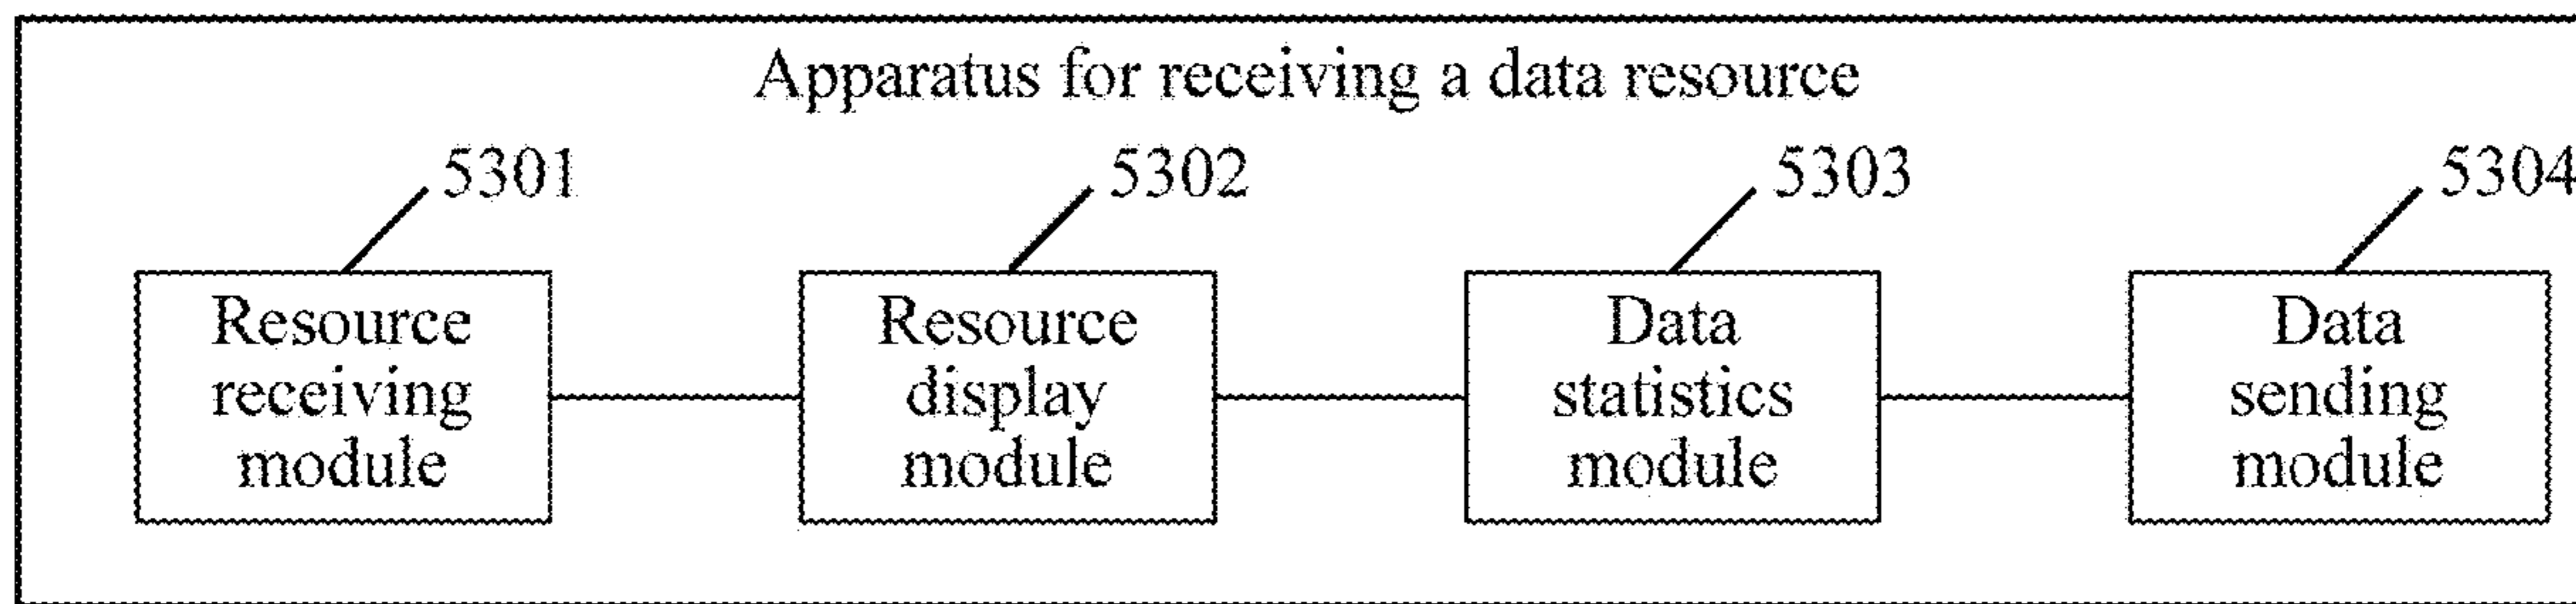 Apparatus for receiving a data resource
5301
5302
5303
5304
Resource
receiving
module
Resource
display
module
Data
statistics
module
Data
sending
module